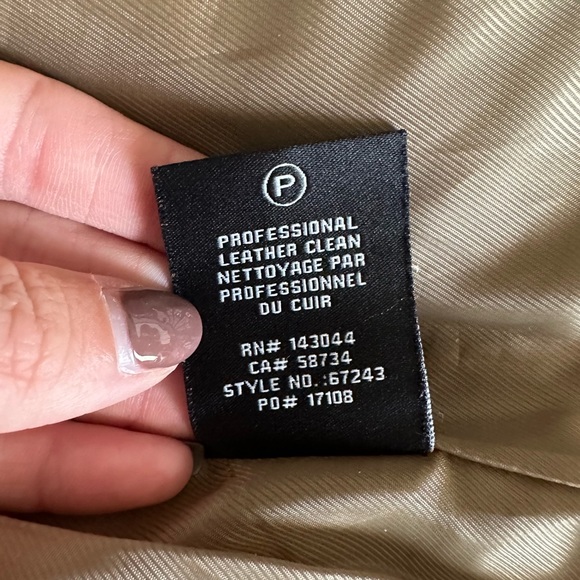 P
PROFESSIONAL
LEATHER CLEAN
NETTOYAGE PAR
PROFESSIONNEL
DU CUIR
RN# 143044
CA# 58734
STYLE NO.:67243
PO# 17108